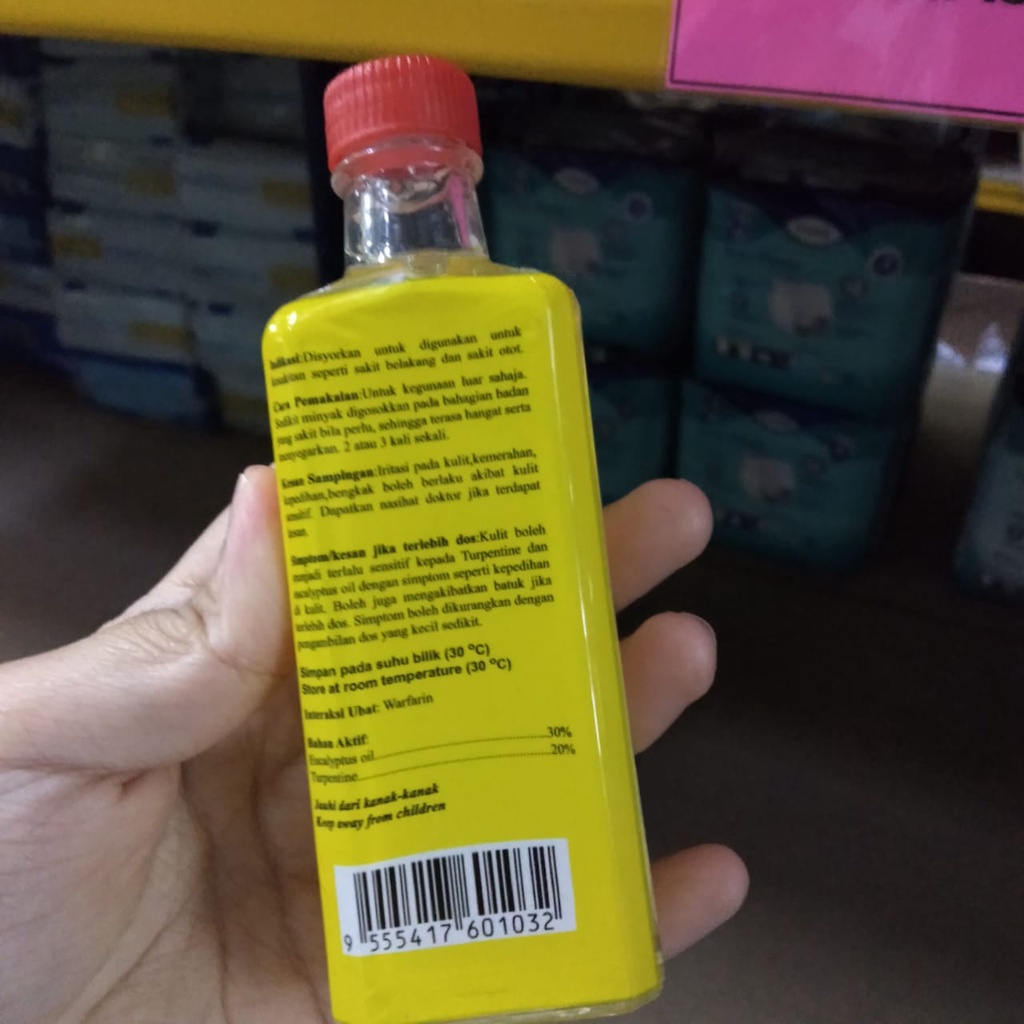 Indikasi:Disyorkan untuk digunakan untuk
seperti sakit belakang dan sakit otot.
Cara Pemakaian:Untuk kegunaan luar sahaja.
Sedikit minyak digosokkan pada bahagian badan
yang sakit bila perlu, sehingga terasa hangat serta
menyegarkan. 2 atau 3 kali sekali.
Kesan Sampingan:Iritasi pada kulit,kemerahan,
kepedihan,bengkak boleh berlaku akibat kulit
sensitif. Dapatkan nasihat doktor jika terdapat
kesan.
Simptom/kesan jika terlebih dos:Kulit boleh
menjadi terlalu sensitif kepada Turpentine dan
eucalyptus oil dengan simptom seperti kepedihan
di kulit. Boleh juga mengakibatkan batuk jika
terlebih dos. Simptom boleh dikurangkan dengan
pengambilan dos yang kecil sedikit.
Simpan pada suhu bilik (30 °C)
Store at room temperature (30 °C)
Interaksi Ubat: Warfarin
Bahan Aktif:
Eucalyptus oil 30%
Turpentine 20%
Jauhi dari kanak-kanak
Keep away from children
9 555417 601032